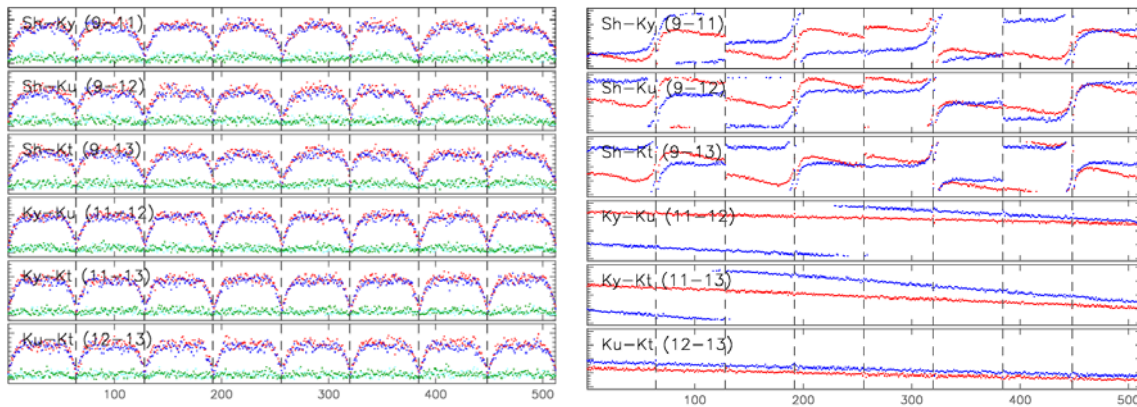 Sh-Ky (9-11)
Sh-Ku (9-12)
Sh-Kt (9-13)
Ky-Ku (11-12)
Ky-Kt (11-13)
Ku-Kt (12-13)
100 200 300 400 500
Sh-Ky (9-11)
Sh-Ku (9-12)
Sh-Kt (9-13)
Ky-Ku (11-12)
Ky-Kt (11-13)
Ku-Kt (12-13)
100 200 300 400 50